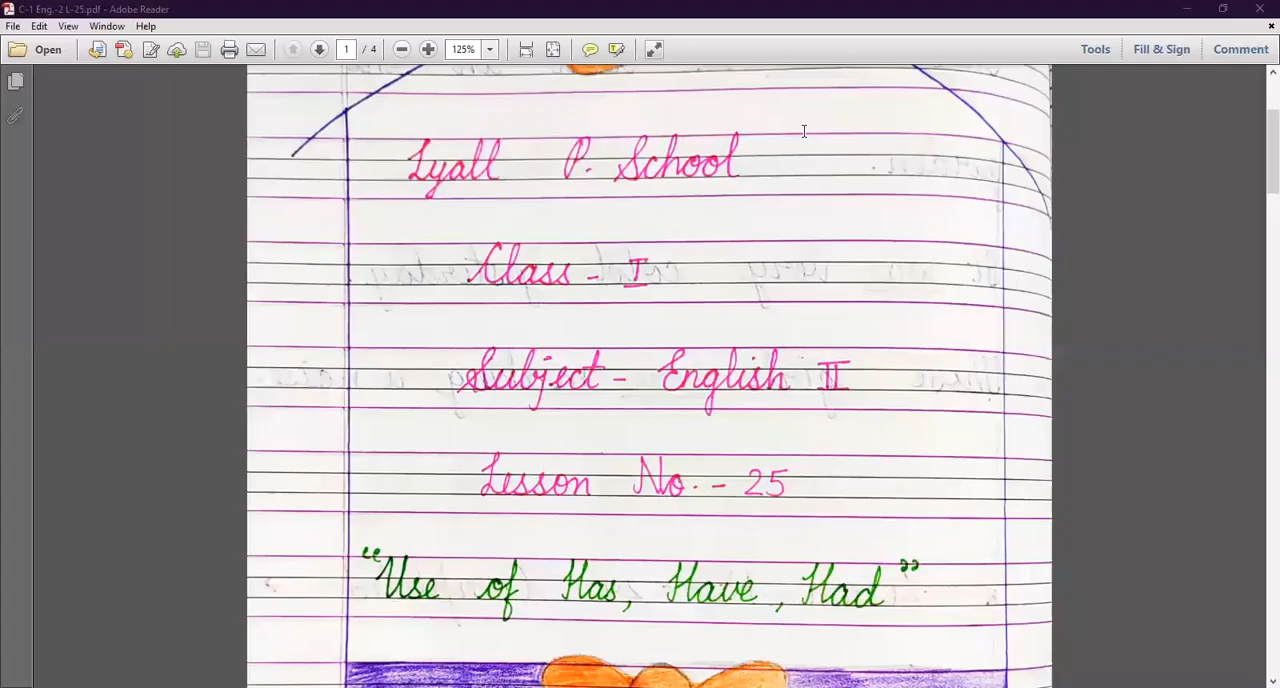 C-1 Eng.-2 L-25.pdf - Adobe Reader
File Edit View Window Help
Open 1 / 4 125% Tools Fill & Sign Comment
Lyall P. School
Class - I
Subject - English II
Lesson No. - 25
"Use of Has, Have, Had"